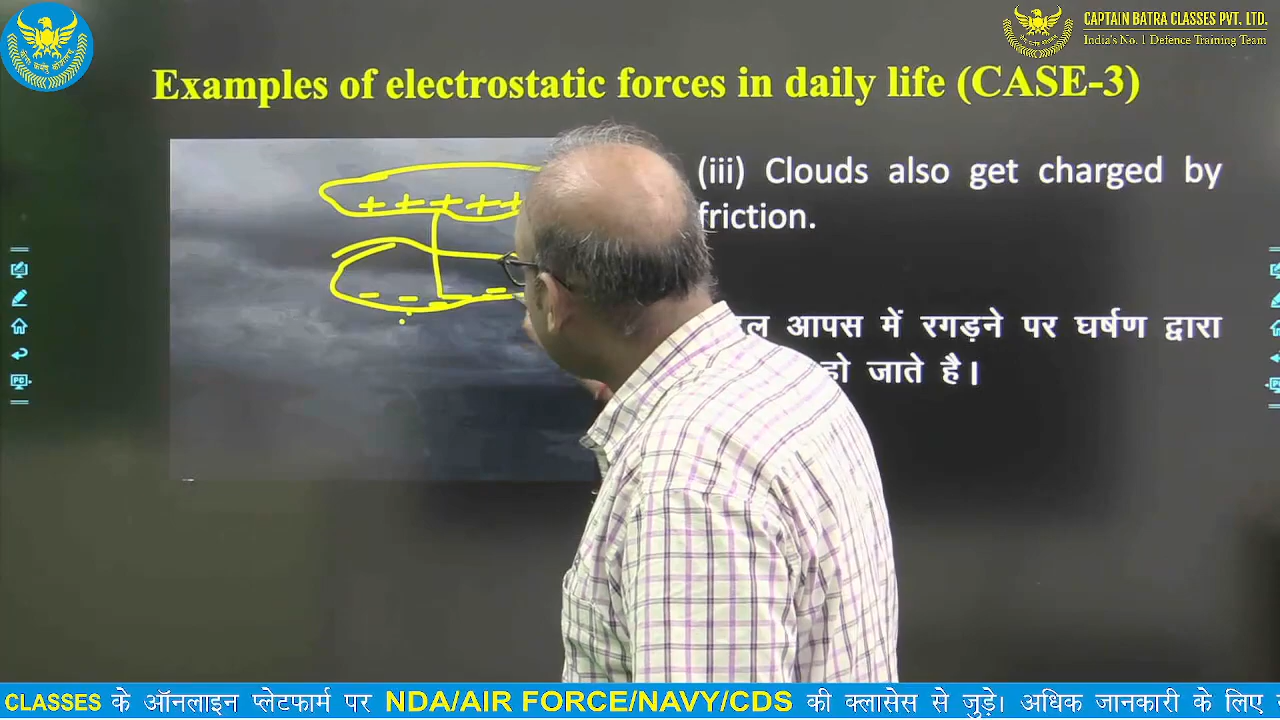 CAPTAIN BATRA CLASSES PVT. LTD.
India's No. 1 Defence Training Team
Examples of electrostatic forces in daily life (CASE-3)
(iii) Clouds also get charged by
friction.
+ + + + +
- - - -
आपस में रगड़ने पर घर्षण द्वारा
हो जाते है।
CLASSES के ऑनलाइन प्लेटफार्म पर NDA/AIR FORCE/NAVY/CDS की क्लासेस से जुड़े। अधिक जानकारी के लिए